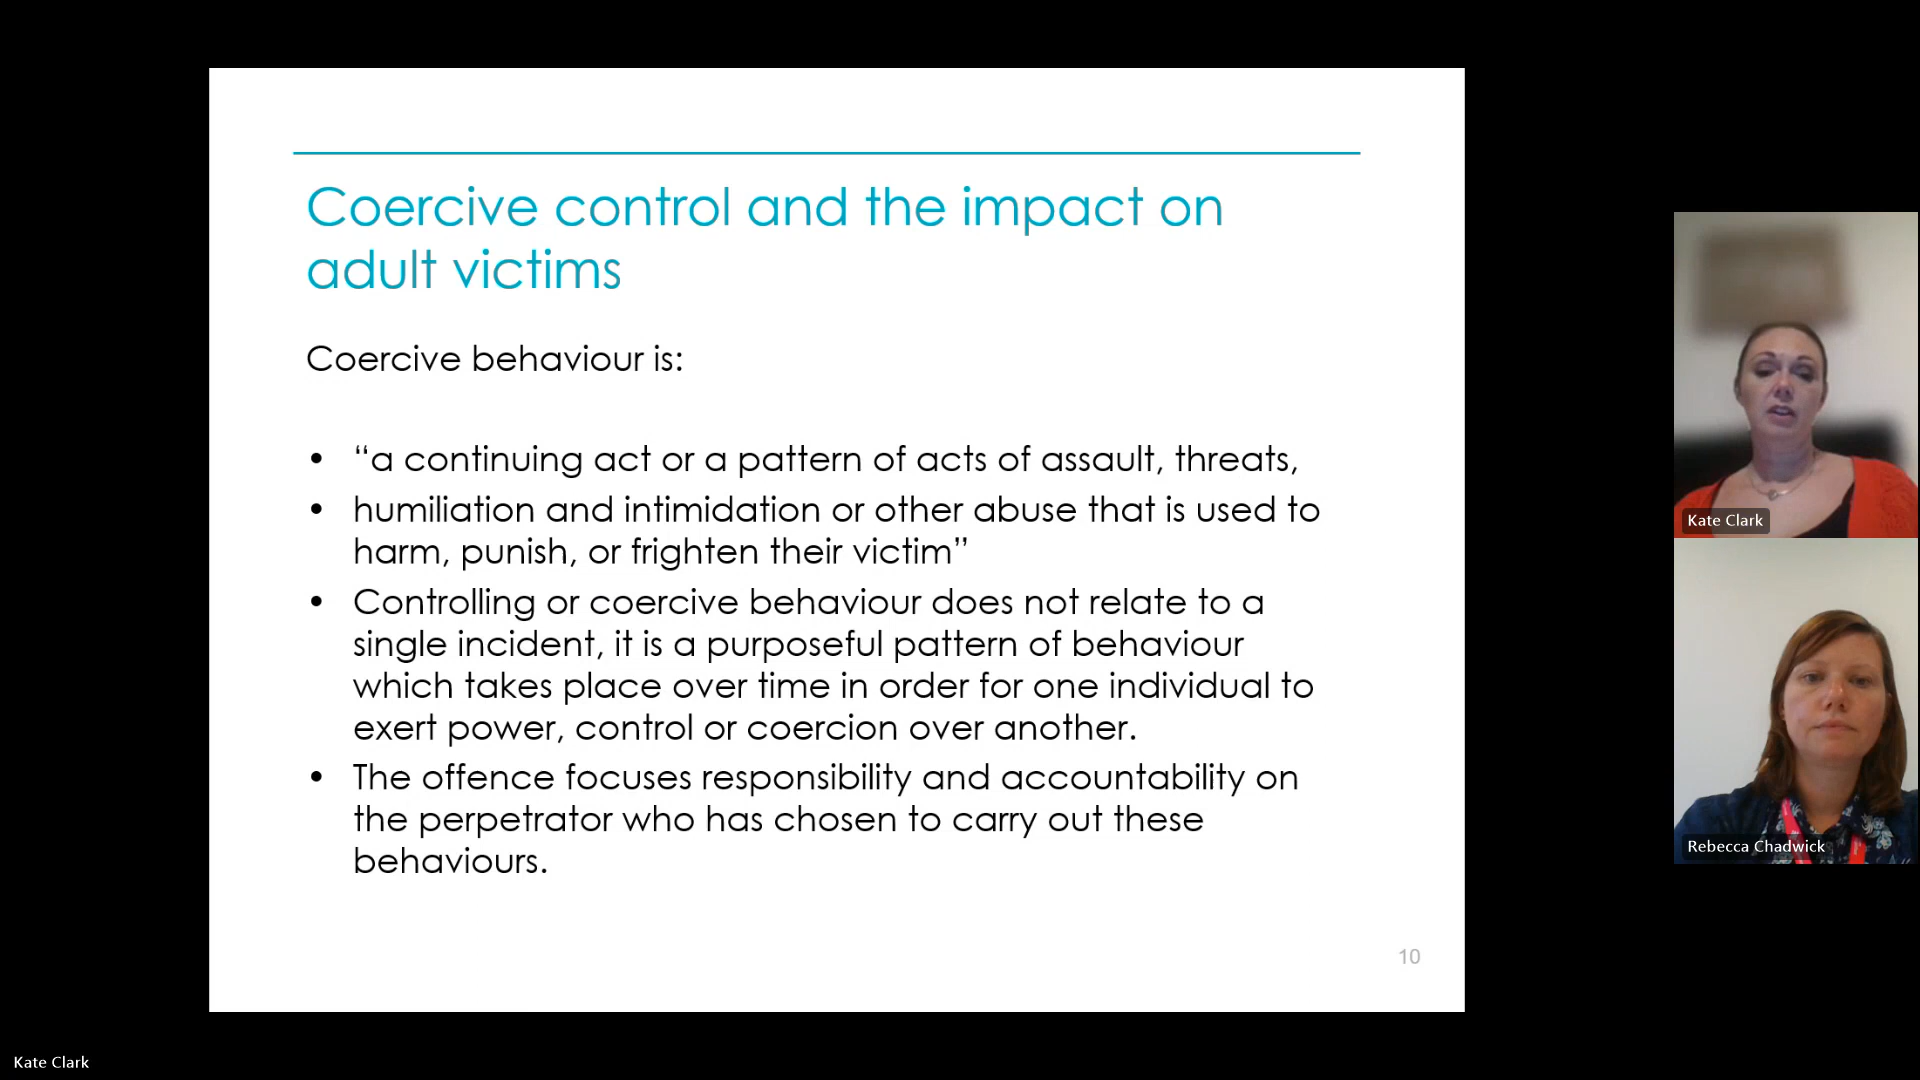 Coercive control and the impact on
adult victims
Coercive behaviour is:
• “a continuing act or a pattern of acts of assault, threats,
• humiliation and intimidation or other abuse that is used to
harm, punish, or frighten their victim”
• Controlling or coercive behaviour does not relate to a
single incident, it is a purposeful pattern of behaviour
which takes place over time in order for one individual to
exert power, control or coercion over another.
• The offence focuses responsibility and accountability on
the perpetrator who has chosen to carry out these
behaviours.
10
Kate Clark
Rebecca Chadwick
Kate Clark